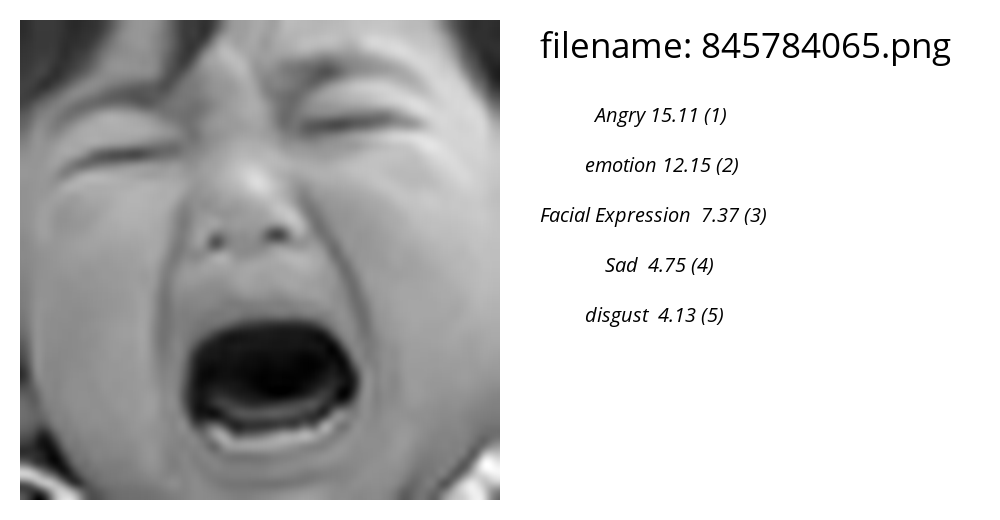 filename: 845784065.png
Angry 15.11 (1)
emotion 12.15 (2)
Facial Expression  7.37 (3)
Sad  4.75 (4)
disgust  4.13 (5)